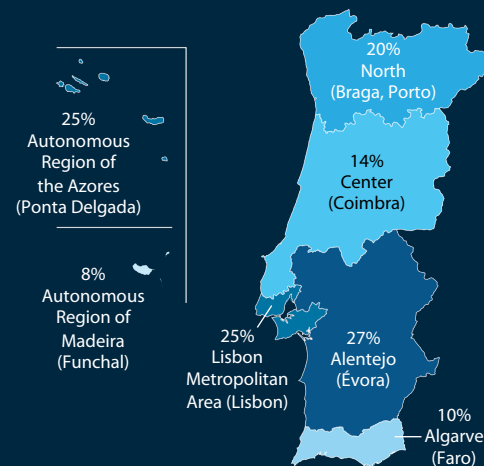 20%
North
(Braga, Porto)
25%
Autonomous
Region of
the Azores
(Ponta Delgada)
14%
Center
(Coimbra)
8%
Autonomous
Region of
Madeira
(Funchal)
25%
Lisbon
Metropolitan
Area (Lisbon)
27%
Alentejo
(Évora)
10%
Algarve
(Faro)